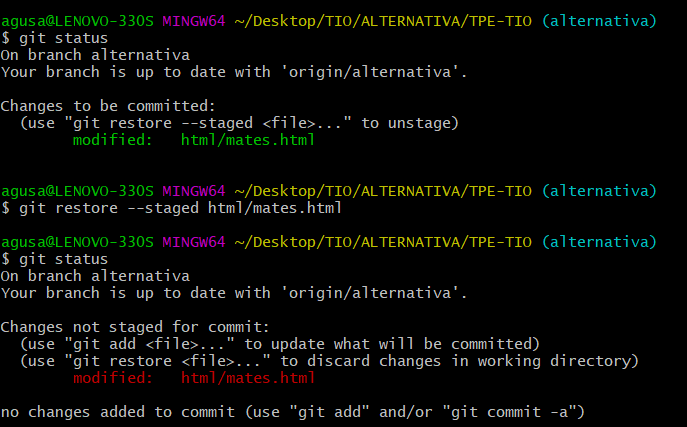 agusa@LENOVO-330S MINGW64 ~/Desktop/TIO/ALTERNATIVA/TPE-TIO (alternativa)
$ git status
On branch alternativa
Your branch is up to date with 'origin/alternativa'.
Changes to be committed:
(use "git restore --staged <file>..." to unstage)
modified: html/mates.html
agusa@LENOVO-330S MINGW64 ~/Desktop/TIO/ALTERNATIVA/TPE-TIO (alternativa)
$ git restore --staged html/mates.html
agusa@LENOVO-330S MINGW64 ~/Desktop/TIO/ALTERNATIVA/TPE-TIO (alternativa)
$ git status
On branch alternativa
Your branch is up to date with 'origin/alternativa'.
Changes not staged for commit:
(use "git add <file>..." to update what will be committed)
(use "git restore <file>..." to discard changes in working directory)
modified: html/mates.html
no changes added to commit (use "git add" and/or "git commit -a")